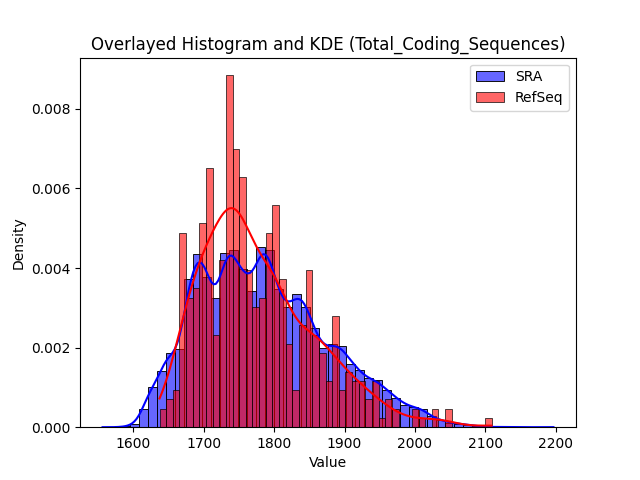 Overlayed Histogram and KDE (Total_Coding_Sequences)
SRA
RefSeq
0.008
0.006
0.004
0.002
0.000
Density
1600 1700 1800 1900 2000 2100 2200
Value